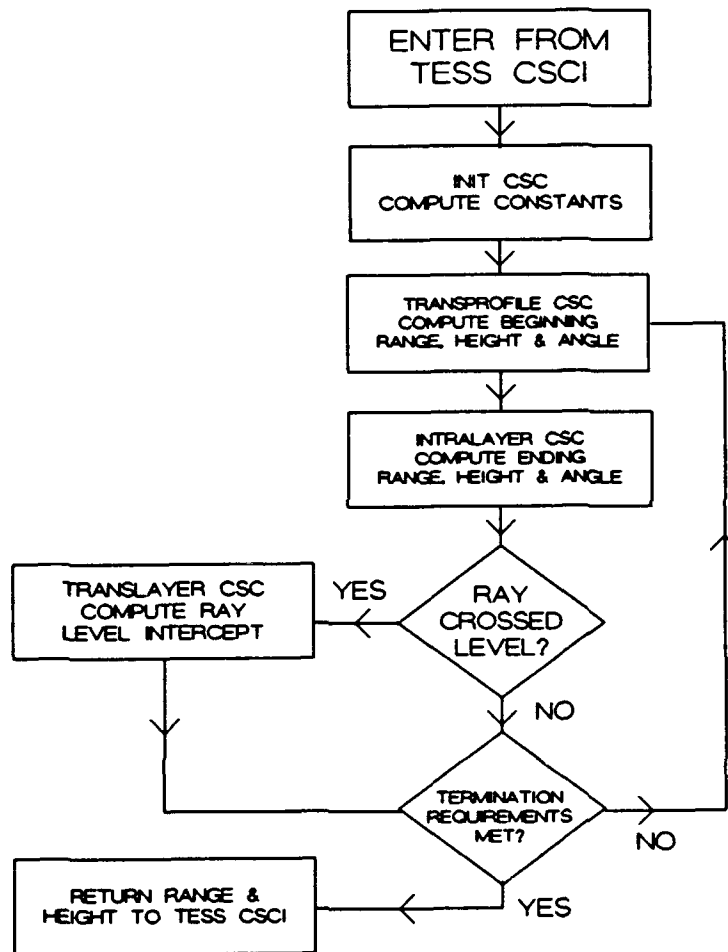 ENTER FROM
TESS CSCI
INIT CSC
COMPUTE CONSTANTS
TRANSPROFILE CSC
COMPUTE BEGINNING
RANGE, HEIGHT & ANGLE
INTRALAYER CSC
COMPUTE ENDING
RANGE, HEIGHT & ANGLE
RAY
CROSSED
LEVEL?
YES
TRANSLAYER CSC
COMPUTE RAY
LEVEL INTERCEPT
NO
TERMINATION
REQUIREMENTS
MET?
NO
YES
RETURN RANGE &
HEIGHT TO TESS CSCI